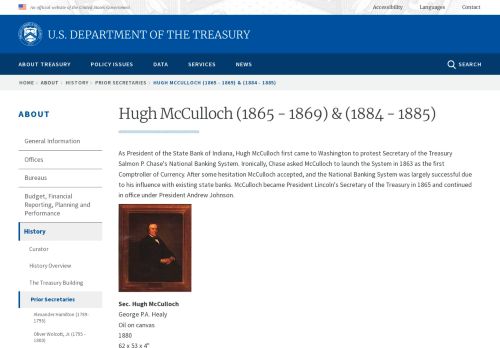 An official website of the United States Government
Accessibility Languages Contact
U.S. DEPARTMENT OF THE TREASURY
ABOUT TREASURY POLICY ISSUES DATA SERVICES NEWS SEARCH
HOME › ABOUT › HISTORY › PRIOR SECRETARIES › HUGH MCCULLOCH (1865 - 1869) & (1884 - 1885)
ABOUT
Hugh McCulloch (1865 - 1869) & (1884 - 1885)
General Information
Offices
Bureaus
Budget, Financial
Reporting, Planning and
Performance
History
Curator
History Overview
The Treasury Building
Prior Secretaries
Alexander Hamilton (1789 -
1795)
Oliver Wolcott, Jr. (1795 -
1800)
As President of the State Bank of Indiana, Hugh McCulloch first came to Washington to protest Secretary of the Treasury
Salmon P. Chase's National Banking System. Ironically, Chase asked McCulloch to launch the System in 1863 as the first
Comptroller of Currency. After some hesitation McCulloch accepted, and the National Banking System was largely successful due
to his influence with existing state banks. McCulloch became President Lincoln's Secretary of the Treasury in 1865 and continued
in office under President Andrew Johnson.
Sec. Hugh McCulloch
George P.A. Healy
Oil on canvas
1880
62 x 53 x 4"